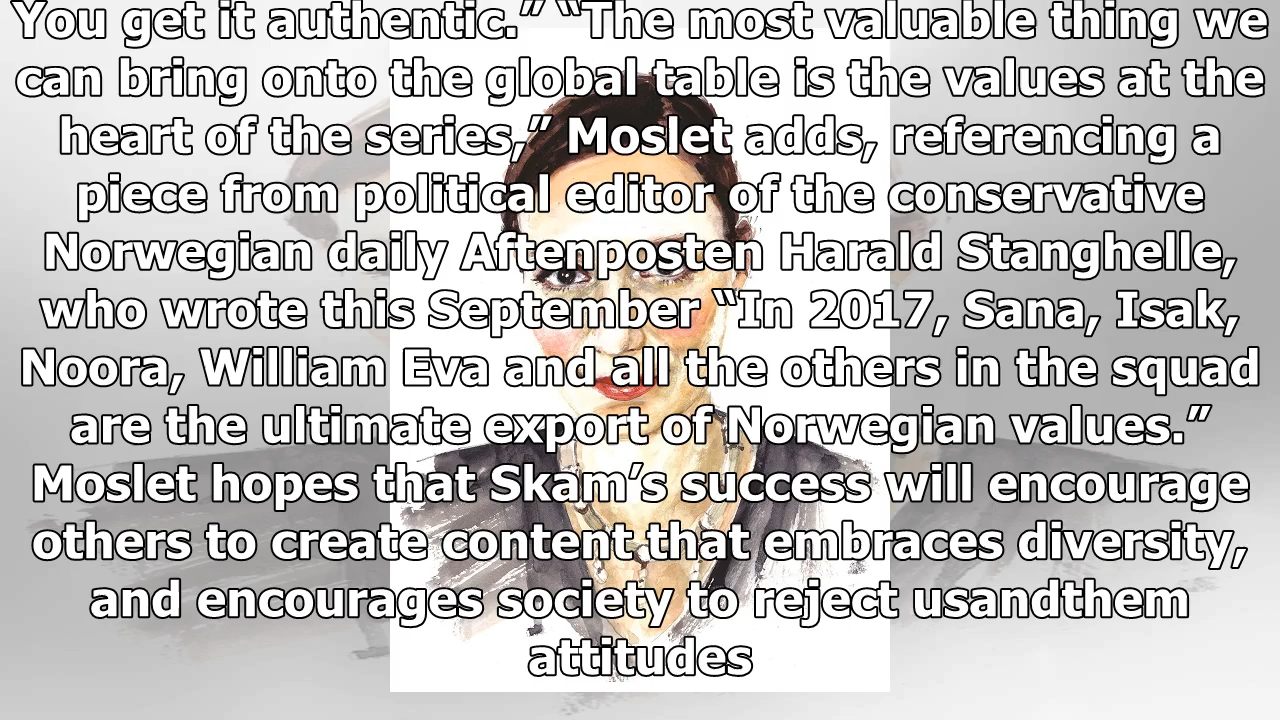 You get it authentic.” “The most valuable thing we
can bring onto the global table is the values at the
heart of the series,” Moslet adds, referencing a
piece from political editor of the conservative
Norwegian daily Aftenposten Harald Stanghelle,
who wrote this September “In 2017, Sana, Isak,
Noora, William Eva and all the others in the squad
are the ultimate export of Norwegian values.”
Moslet hopes that Skam’s success will encourage
others to create content that embraces diversity,
and encourages society to reject usandthem
attitudes